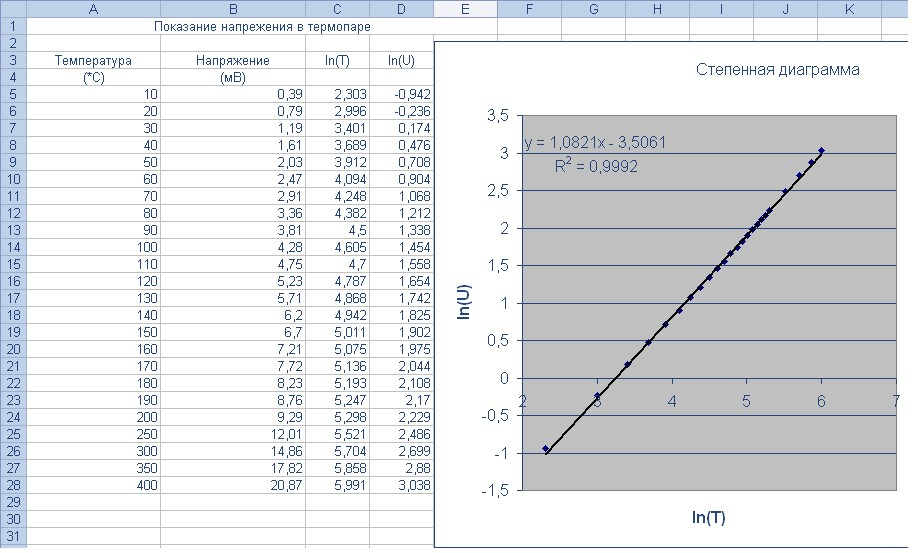 A B C D E F G H I J K
1 Показание напрежения в термопаре
2
3 Температура Напряжение ln(T) ln(U)
4 (*C) (мВ)
5 10 0,39 2,303 -0,942
6 20 0,79 2,996 -0,236
7 30 1,19 3,401 0,174
8 40 1,61 3,689 0,476
9 50 2,03 3,912 0,708
10 60 2,47 4,094 0,904
11 70 2,91 4,248 1,068
12 80 3,36 4,382 1,212
13 90 3,81 4,5 1,338
14 100 4,28 4,605 1,454
15 110 4,75 4,7 1,558
16 120 5,23 4,787 1,654
17 130 5,71 4,868 1,742
18 140 6,2 4,942 1,825
19 150 6,7 5,011 1,902
20 160 7,21 5,075 1,975
21 170 7,72 5,136 2,044
22 180 8,23 5,193 2,108
23 190 8,76 5,247 2,17
24 200 9,29 5,298 2,229
25 250 12,01 5,521 2,486
26 300 14,86 5,704 2,699
27 350 17,82 5,858 2,88
28 400 20,87 5,991 3,038
29
30
31
Степенная диаграмма
y = 1,0821x - 3,5061
R² = 0,9992
3,5
3
2,5
2
1,5
1
0,5
0
-0,5
-1
-1,5
ln(U)
2 3 4 5 6 7
ln(T)